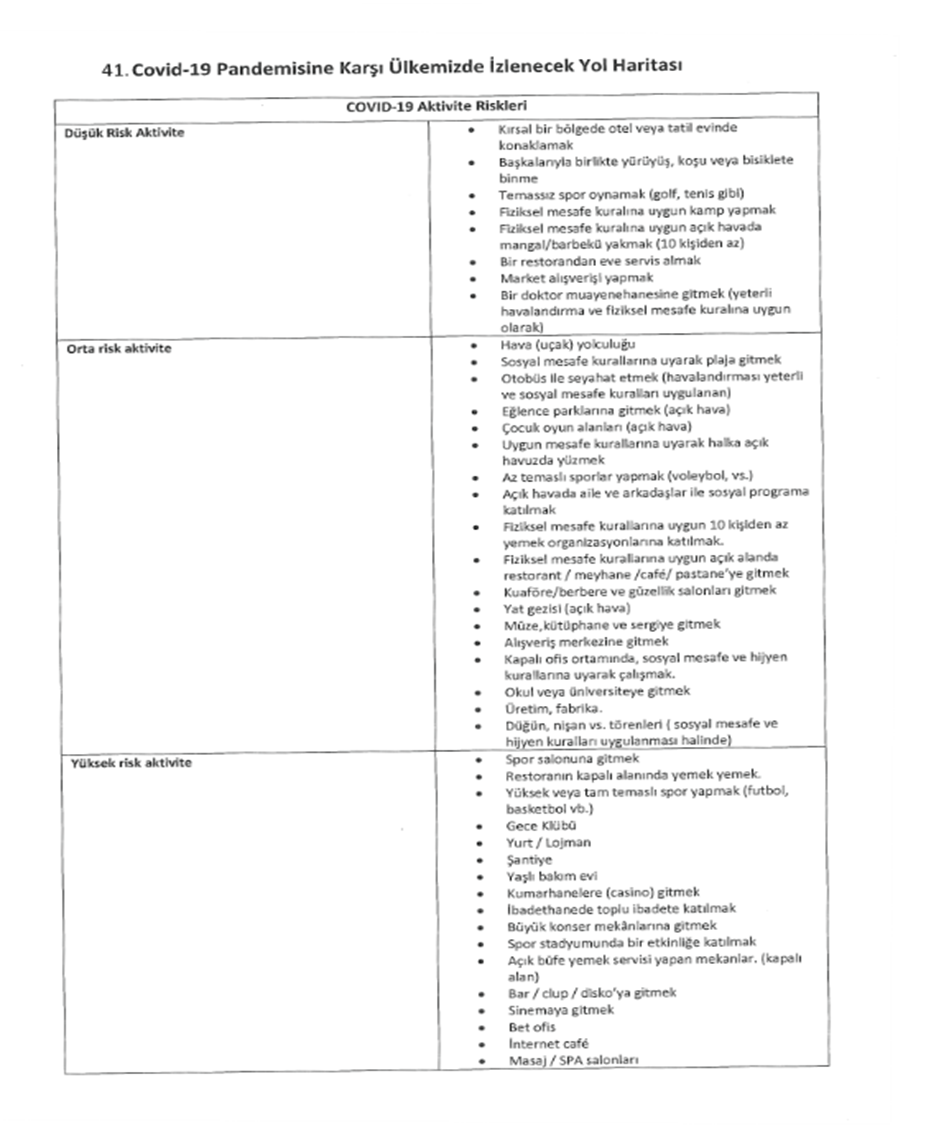 41. Covid-19 Pandemisine Karşı Ülkemizde İzlenecek Yol Haritası
COVID-19 Aktivite Riskleri
Düşük Risk Aktivite
• Kırsal bir bölgede otel veya tatil evinde
konaklamak
• Başkalarıyla birlikte yürüyüş, koşu veya bisiklete
binme
• Temassız spor oynamak (golf, tenis gibi)
• Fiziksel mesafe kuralına uygun kamp yapmak
• Fiziksel mesafe kuralına uygun açık havada
mangal/barbekü yakmak (10 kişiden az)
• Bir restorandan eve servis almak
• Market alışverişi yapmak
• Bir doktor muayenehanesine gitmek (yeterli
havalandırma ve fiziksel mesafe kuralına uygun
olarak)
Orta risk aktivite
• Hava (uçak) yolculuğu
• Sosyal mesafe kurallarına uyarak plaja gitmek
• Otobüs ile seyahat etmek (havalandırması yeterli
ve sosyal mesafe kuralları uygulanan)
• Eğlence parklarına gitmek (açık hava)
• Çocuk oyun alanları (açık hava)
• Uygun mesafe kurallarına uyarak halka açık
havuzda yüzmek
• Az temaslı sporlar yapmak (voleybol, vs.)
• Açık havada aile ve arkadaşlar ile sosyal programa
katılmak
• Fiziksel mesafe kurallarına uygun 10 kişiden az
yemek organizasyonlarına katılmak.
• Fiziksel mesafe kurallarına uygun açık alanda
restorant / meyhane /café/ pastane'ye gitmek
• Kuaföre/berbere ve güzellik salonları gitmek
• Yat gezisi (açık hava)
• Müze,kütüphane ve sergiye gitmek
• Alışveriş merkezine gitmek
• Kapalı ofis ortamında, sosyal mesafe ve hijyen
kurallarına uyarak çalışmak.
• Okul veya üniversiteye gitmek
• Üretim, fabrika.
• Düğün, nişan vs. törenleri ( sosyal mesafe ve
hijyen kuralları uygulanması halinde)
Yüksek risk aktivite
• Spor salonuna gitmek
• Restoranın kapalı alanında yemek yemek.
• Yüksek veya tam temaslı spor yapmak (futbol,
basketbol vb.)
• Gece Klübü
• Yurt / Lojman
• Şantiye
• Yaşlı bakım evi
• Kumarhanelere (casino) gitmek
• İbadethanede toplu ibadete katılmak
• Büyük konser mekânlarına gitmek
• Spor stadyumunda bir etkinliğe katılmak
• Açık büfe yemek servisi yapan mekanlar. (kapalı
alan)
• Bar / clup / disko'ya gitmek
• Sinemaya gitmek
• Bet ofis
• İnternet café
• Masaj / SPA salonları